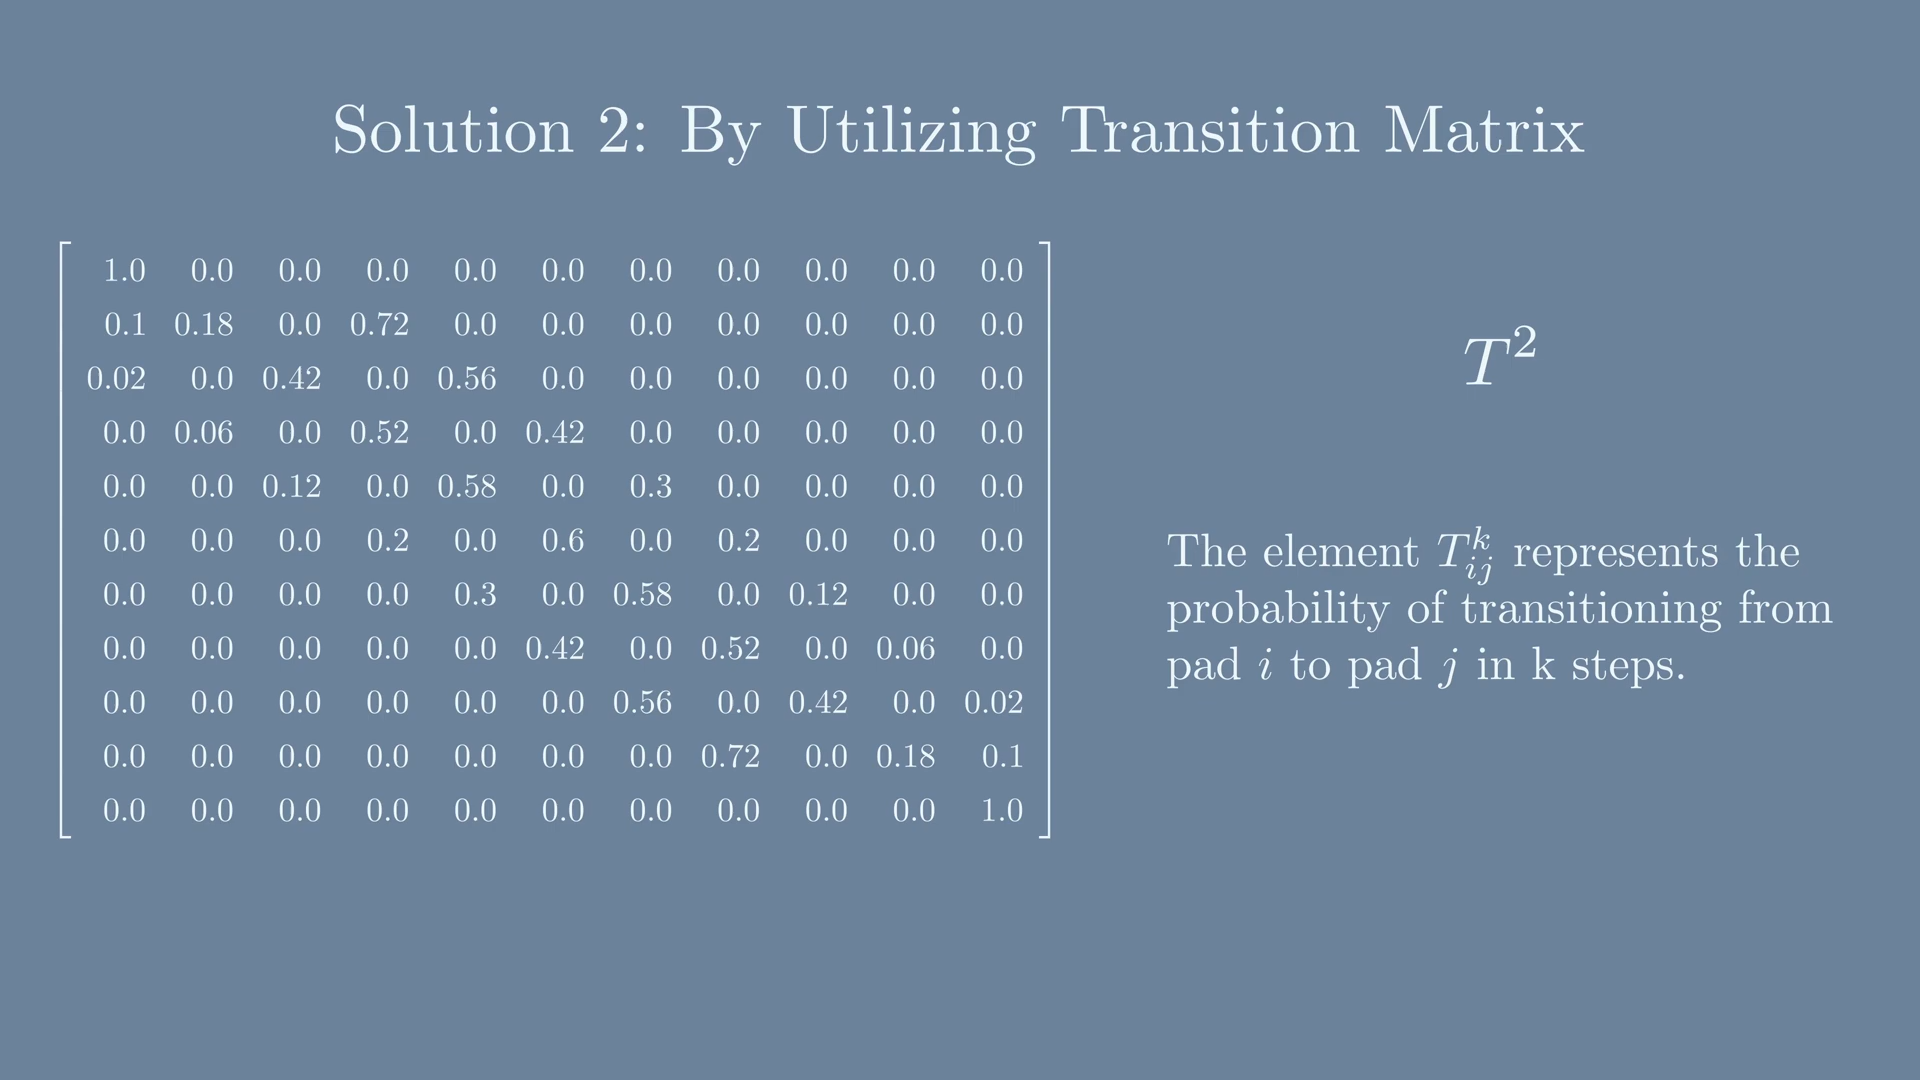 Solution 2: By Utilizing Transition Matrix
1.0 0.0 0.0 0.0 0.0 0.0 0.0 0.0 0.0 0.0 0.0
0.1 0.18 0.0 0.72 0.0 0.0 0.0 0.0 0.0 0.0 0.0
0.02 0.0 0.42 0.0 0.56 0.0 0.0 0.0 0.0 0.0 0.0
0.0 0.06 0.0 0.52 0.0 0.42 0.0 0.0 0.0 0.0 0.0
0.0 0.0 0.12 0.0 0.58 0.0 0.3 0.0 0.0 0.0 0.0
0.0 0.0 0.0 0.2 0.0 0.6 0.0 0.2 0.0 0.0 0.0
0.0 0.0 0.0 0.0 0.3 0.0 0.58 0.0 0.12 0.0 0.0
0.0 0.0 0.0 0.0 0.0 0.42 0.0 0.52 0.0 0.06 0.0
0.0 0.0 0.0 0.0 0.0 0.0 0.56 0.0 0.42 0.0 0.02
0.0 0.0 0.0 0.0 0.0 0.0 0.0 0.72 0.0 0.18 0.1
0.0 0.0 0.0 0.0 0.0 0.0 0.0 0.0 0.0 0.0 1.0
T^2
The element T_{ij}^k represents the
probability of transitioning from
pad i to pad j in k steps.